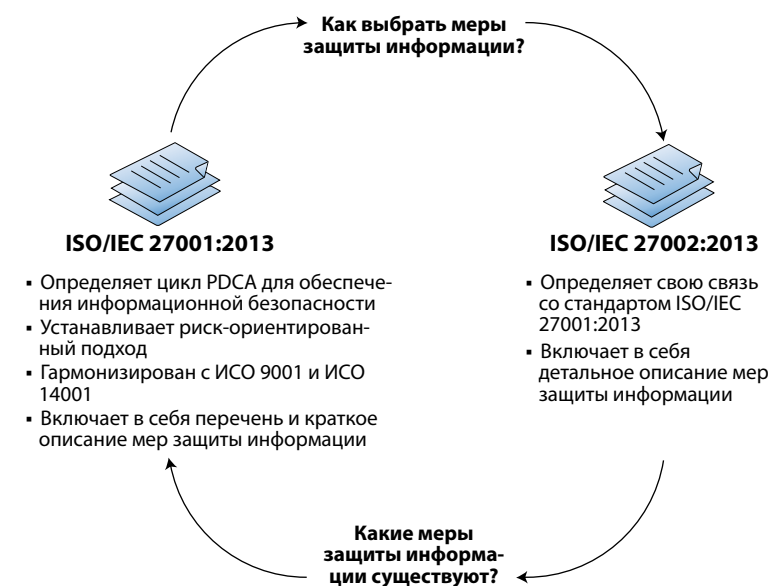 Как выбрать меры
защиты информации?
ISO/IEC 27001:2013
▪ Определяет цикл PDCA для обеспече-
ния информационной безопасности
▪ Устанавливает риск-ориентирован-
ный подход
▪ Гармонизирован с ИСО 9001 и ИСО
14001
▪ Включает в себя перечень и краткое
описание мер защиты информации
ISO/IEC 27002:2013
▪ Определяет свою связь
со стандартом ISO/IEC
27001:2013
▪ Включает в себя
детальное описание мер
защиты информации
Какие меры
защиты информа-
ции существуют?